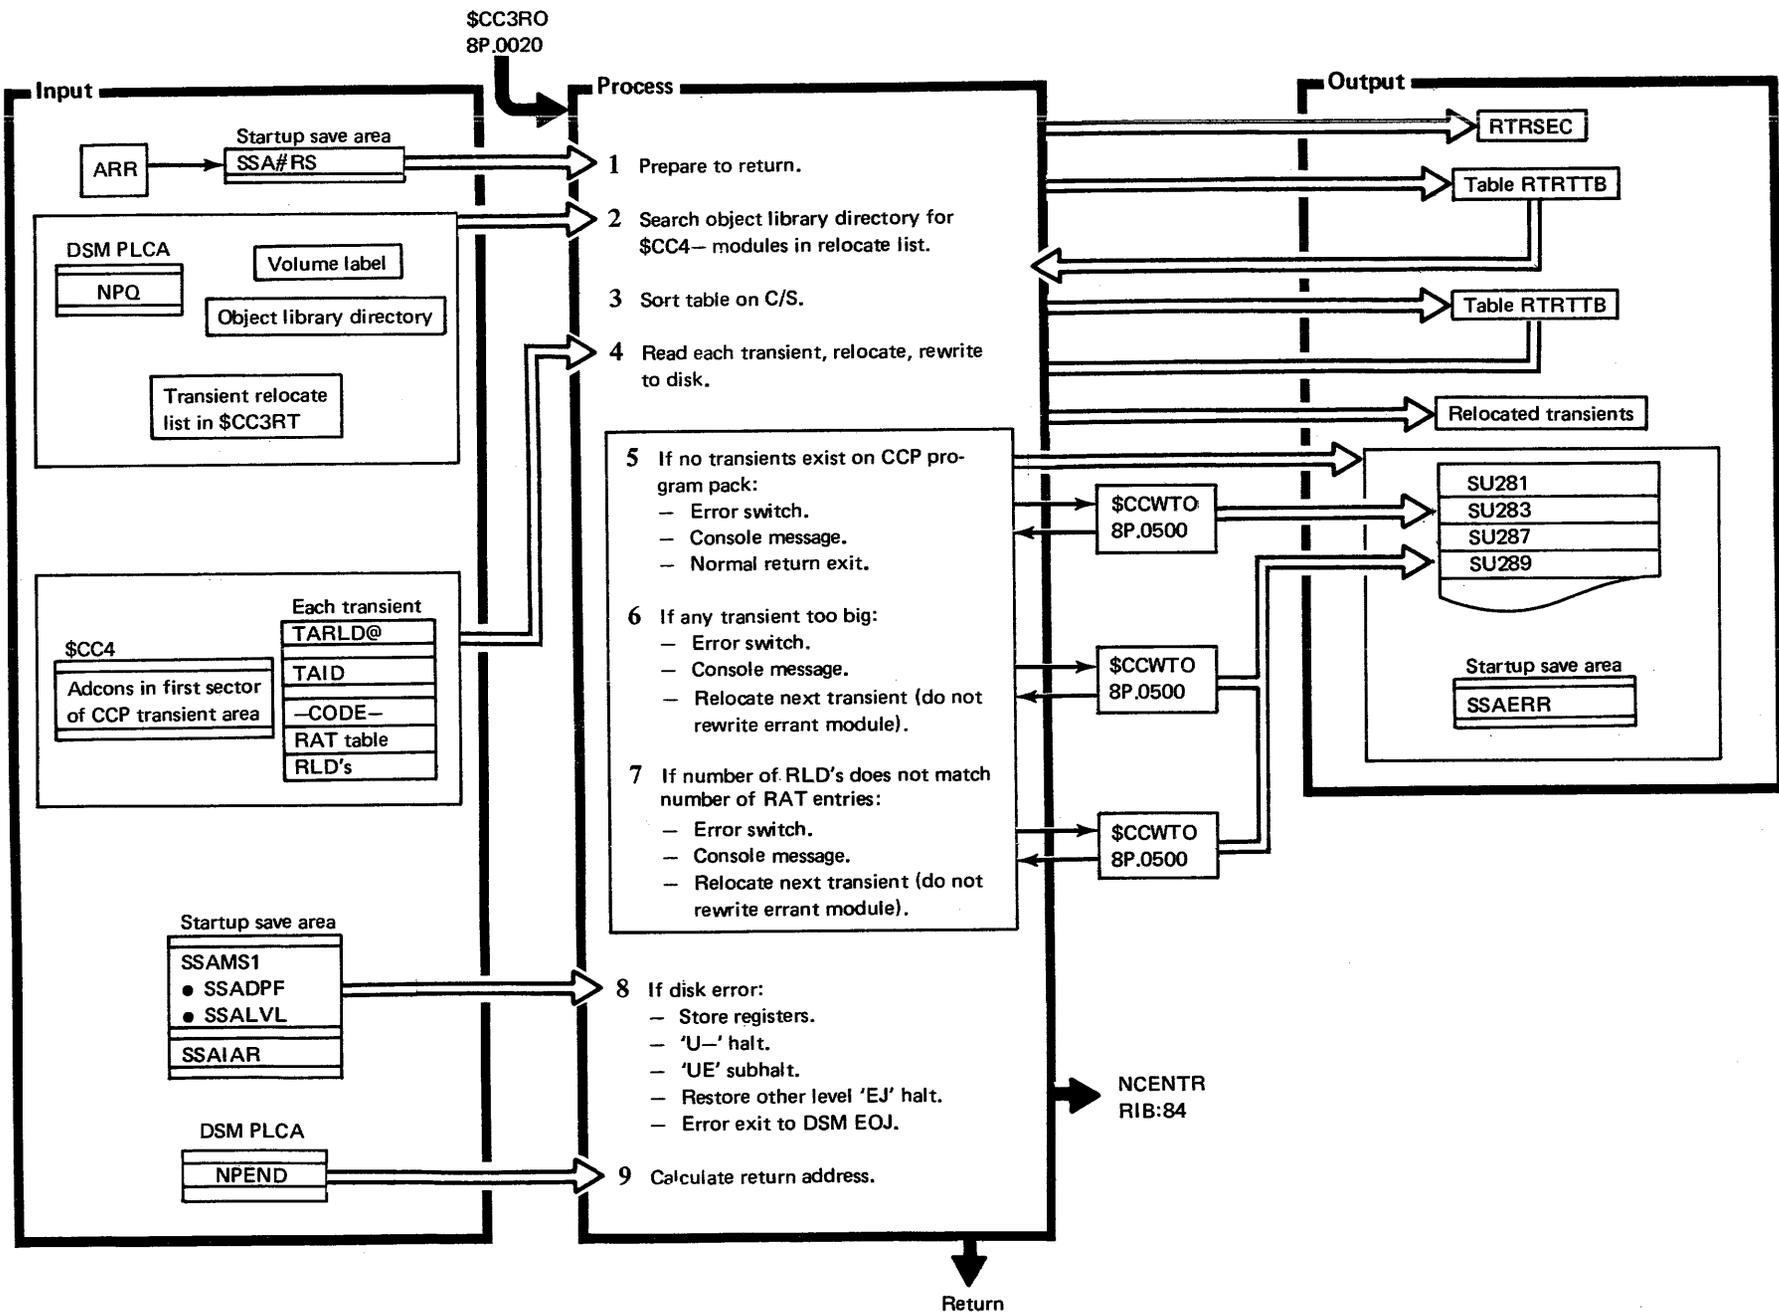 $CC3RO
8P.0020
Input
Process
Output
Startup save area
ARR
SSA#RS
DSM PLCA
NPQ
Volume label
Object library directory
Transient relocate
list in $CC3RT
Each transient
TARLD@
TAID
—CODE—
RAT table
RLD's
$CC4
Adcons in first sector
of CCP transient area
Startup save area
SSAMS1
● SSADPF
● SSALVL
SSAIAR
DSM PLCA
NPEND
1 Prepare to return.
2 Search object library directory for
$CC4— modules in relocate list.
3 Sort table on C/S.
4 Read each transient, relocate, rewrite
to disk.
5 If no transients exist on CCP pro-
gram pack:
— Error switch.
— Console message.
— Normal return exit.
6 If any transient too big:
— Error switch.
— Console message.
— Relocate next transient (do not
rewrite errant module).
7 If number of RLD's does not match
number of RAT entries:
— Error switch.
— Console message.
— Relocate next transient (do not
rewrite errant module).
8 If disk error:
— Store registers.
— 'U—' halt.
— 'UE' subhalt.
— Restore other level 'EJ' halt.
— Error exit to DSM EOJ.
9 Calculate return address.
$CCWTO
8P.0500
$CCWTO
8P.0500
$CCWTO
8P.0500
NCENTR
RIB:84
Return
RTRSEC
Table RTRTTB
Table RTRTTB
Relocated transients
SU281
SU283
SU287
SU289
Startup save area
SSAERR